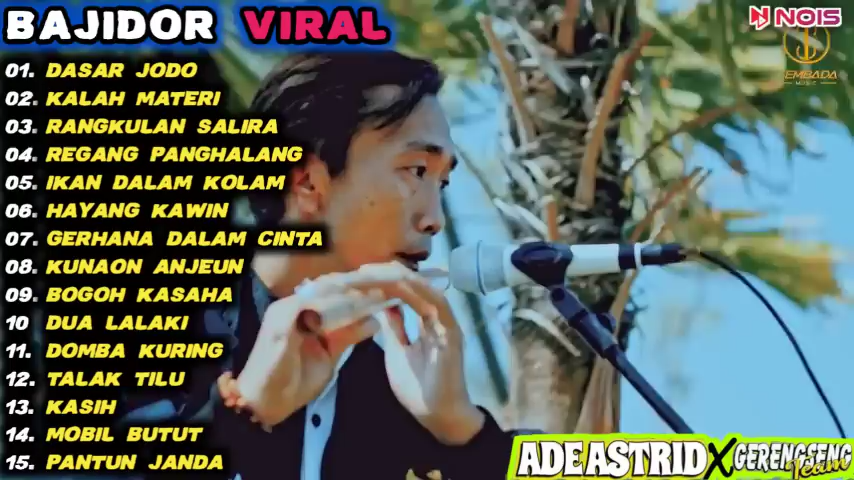 BAJIDOR VIRAL
NOIS
EMBADA
MUSIC
01. DASAR JODO
02. KALAH MATERI
03. RANGKULAN SALIRA
04. REGANG PANGHALANG
05. IKAN DALAM KOLAM
06. HAYANG KAWIN
07. GERHANA DALAM CINTA
08. KUNAON ANJEUN
09. BOGOH KASAHA
10 DUA LALAKI
11. DOMBA KURING
12. TALAK TILU
13. KASIH
14. MOBIL BUTUT
15. PANTUN JANDA
ADE ASTRID X GERENGSENG
Team